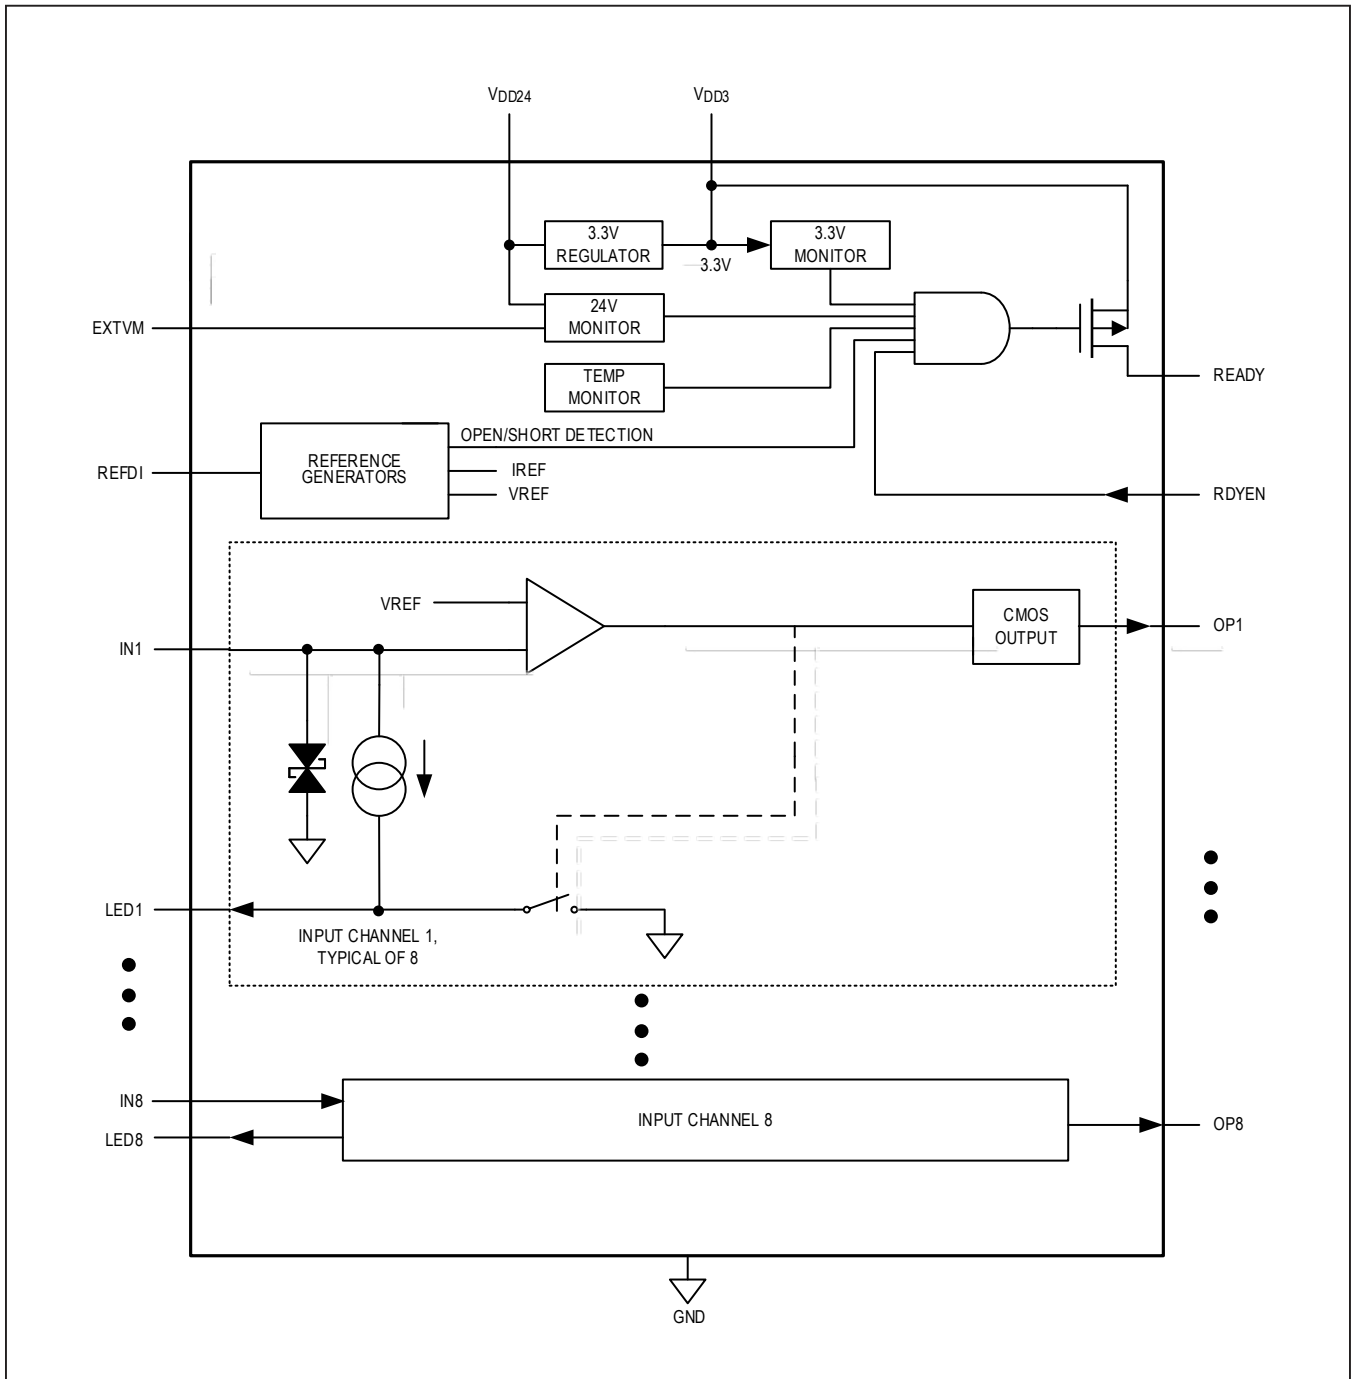 VDD24
VDD3
3.3V
REGULATOR
3.3V
3.3V
MONITOR
EXTVM
24V
MONITOR
TEMP
MONITOR
READY
OPEN/SHORT DETECTION
REFDI
REFERENCE
GENERATORS
IREF
VREF
RDYEN
VREF
CMOS
OUTPUT
OP1
IN1
LED1
INPUT CHANNEL 1,
TYPICAL OF 8
IN8
LED8
INPUT CHANNEL 8
OP8
GND